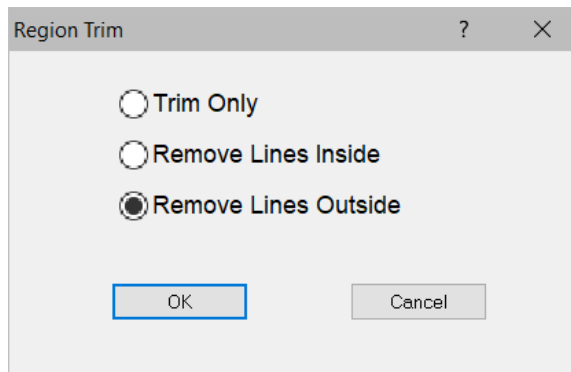 Region Trim ?
Trim Only
Remove Lines Inside
Remove Lines Outside
OK Cancel